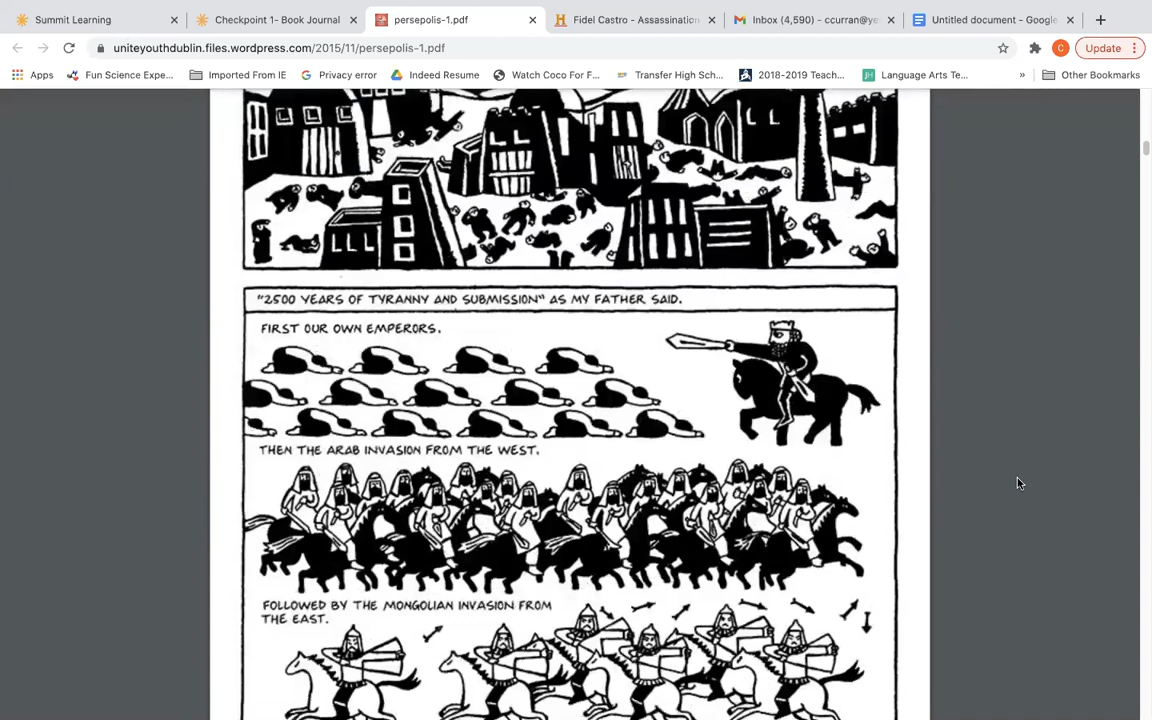 Summit Learning
Checkpoint 1- Book Journal
persepolis-1.pdf
Fidel Castro - Assassination
Inbox (4,590) - ccurran@ye
Untitled document - Google
uniteyouthdublin.files.wordpress.com/2015/11/persepolis-1.pdf
C
Update
Apps
Fun Science Expe...
Imported From IE
Privacy error
Indeed Resume
Watch Coco For F...
Transfer High Sch...
2018-2019 Teach...
Language Arts Te...
»
Other Bookmarks
"2500 YEARS OF TYRANNY AND SUBMISSION" AS MY FATHER SAID.
FIRST OUR OWN EMPERORS.
THEN THE ARAB INVASION FROM THE WEST.
FOLLOWED BY THE MONGOLIAN INVASION FROM
THE EAST.